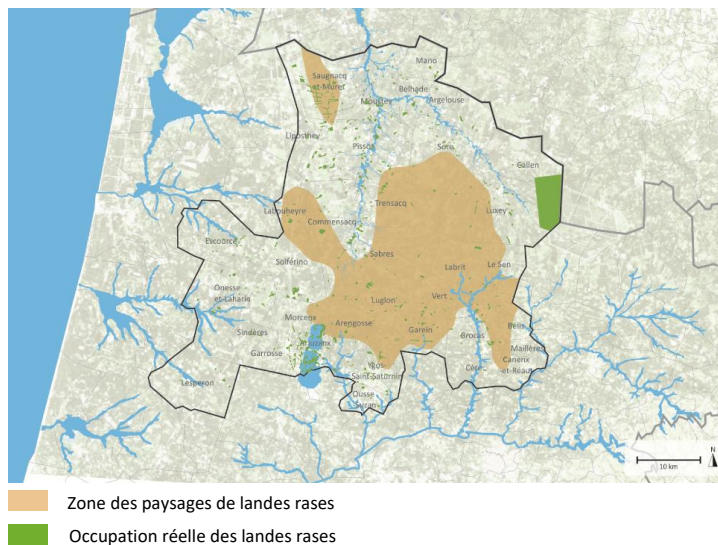 Mano
Saugnacq
et-Muret
Belhade
Moustey
Argelouse
Liposthey
Pissos
Sore
Callen
Trensacq
Labouheyre
Luxey
Commensacq
Escource
Sabres
Solférino
Labrit
Le Sen
Onesse
et-Laharie
Vert
Luglon
Morcenx
Arengosse
Sindères
Garein
Brocas
Bélis
Arjuzanx
Garrosse
Maillères
Canenx
et-Réaut
Ygos
Saint-Saturnin
Cère
Lesperon
Ousse
Suzan
N
10 km
Zone des paysages de landes rases
Occupation réelle des landes rases